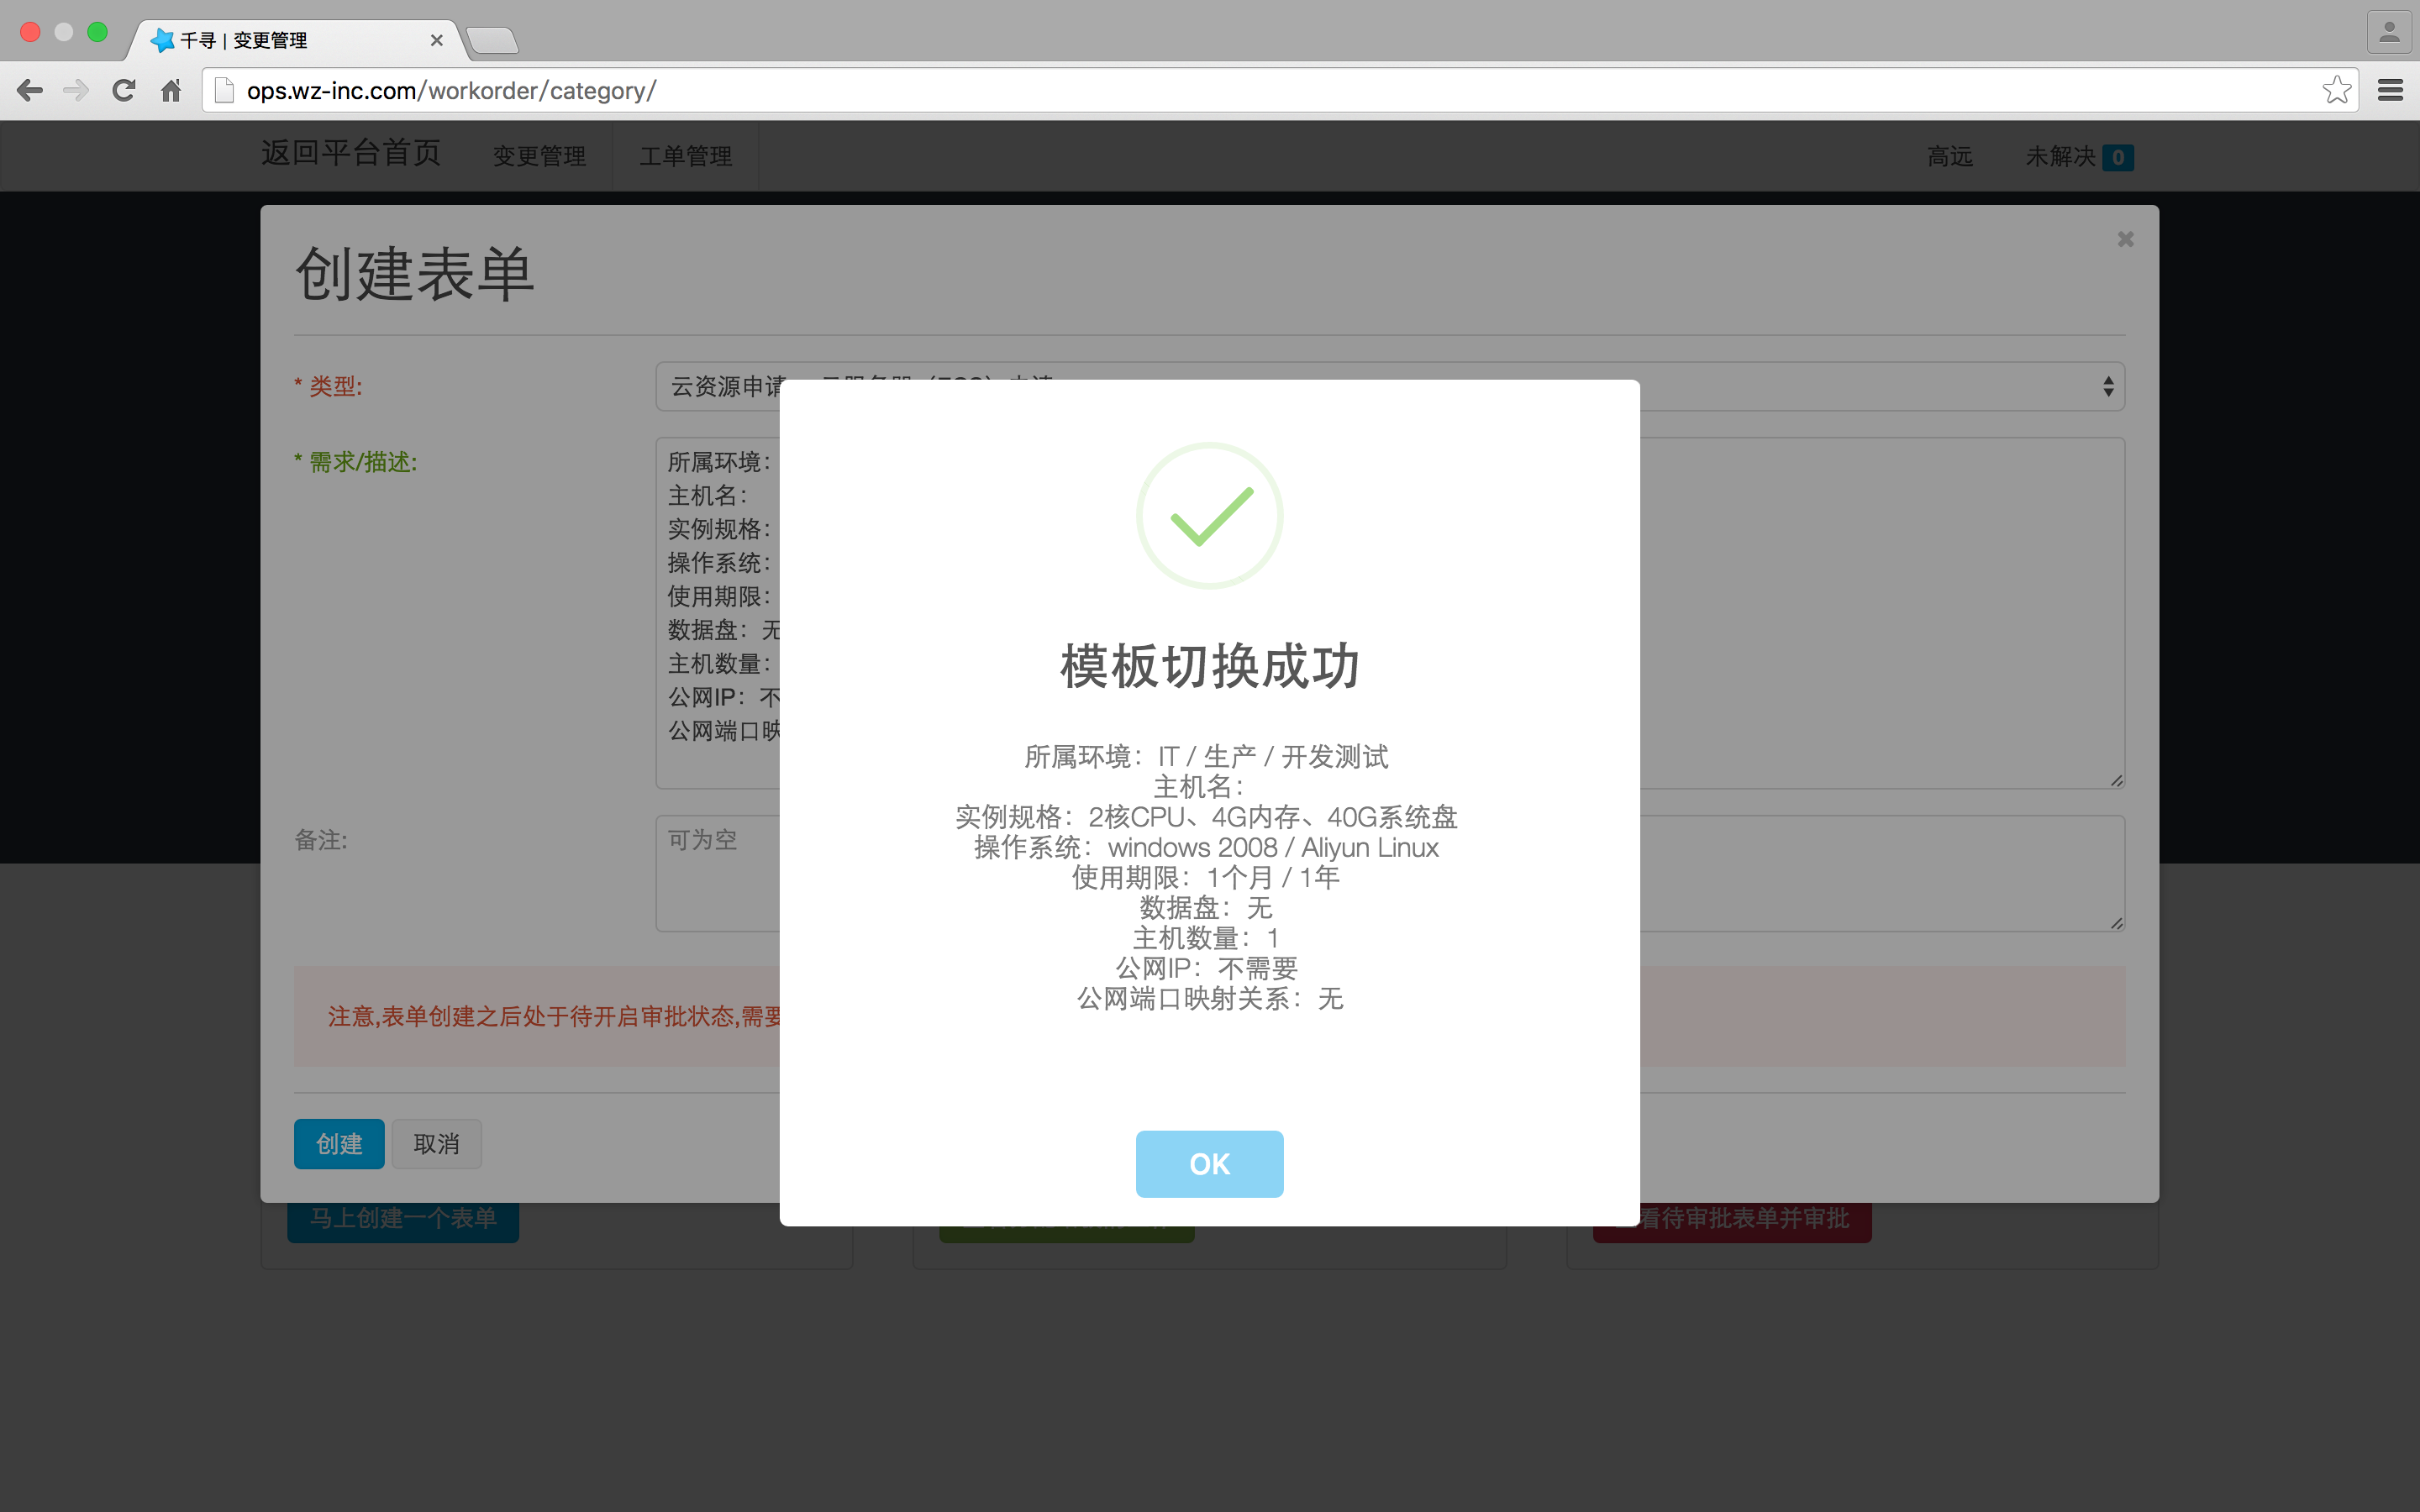 千寻 | 变更管理
ops.wz-inc.com/workorder/category/
返回平台首页 变更管理 工单管理 高远 未解决 0
创建表单
* 类型:
云资源申请
* 需求/描述:
所属环境：
主机名：
实例规格：
操作系统：
使用期限：
数据盘：无
主机数量：
公网IP：不
公网端口映
备注:
可为空
注意,表单创建之后处于待开启审批状态,需要
创建 取消
模板切换成功
所属环境：IT / 生产 / 开发测试
主机名：
实例规格：2核CPU、4G内存、40G系统盘
操作系统：windows 2008 / Aliyun Linux
使用期限：1个月 / 1年
数据盘：无
主机数量：1
公网IP：不需要
公网端口映射关系：无
OK
马上创建一个表单
看待审批表单并审批